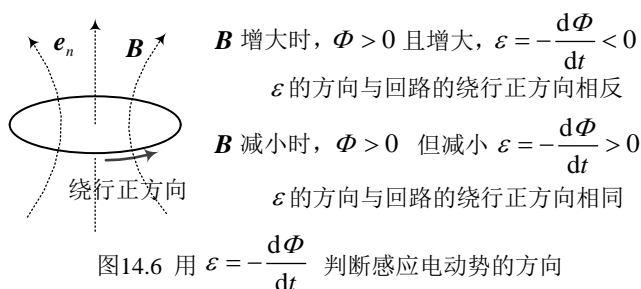 e_n B
B 增大时，Φ > 0 且增大，ε = −dΦ/dt < 0
ε 的方向与回路的绕行正方向相反
B 减小时，Φ > 0 但减小 ε = −dΦ/dt > 0
绕行正方向
ε 的方向与回路的绕行正方向相同
图14.6 用 ε = −dΦ/dt 判断感应电动势的方向